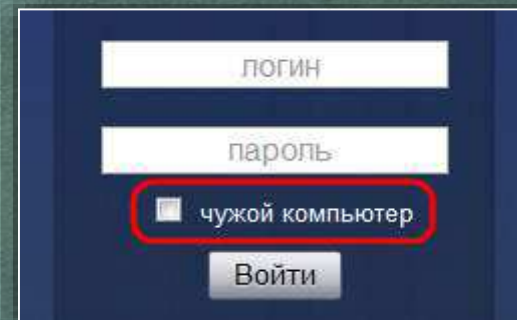 логин
пароль
чужой компьютер
Войти